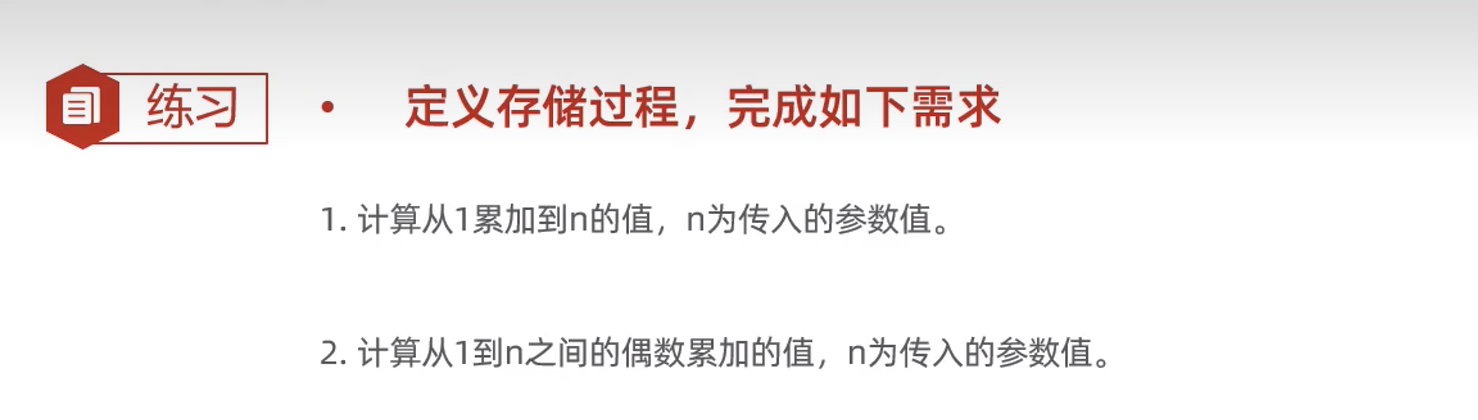 练习
• 定义存储过程，完成如下需求
1. 计算从1累加到n的值，n为传入的参数值。
2. 计算从1到n之间的偶数累加的值，n为传入的参数值。